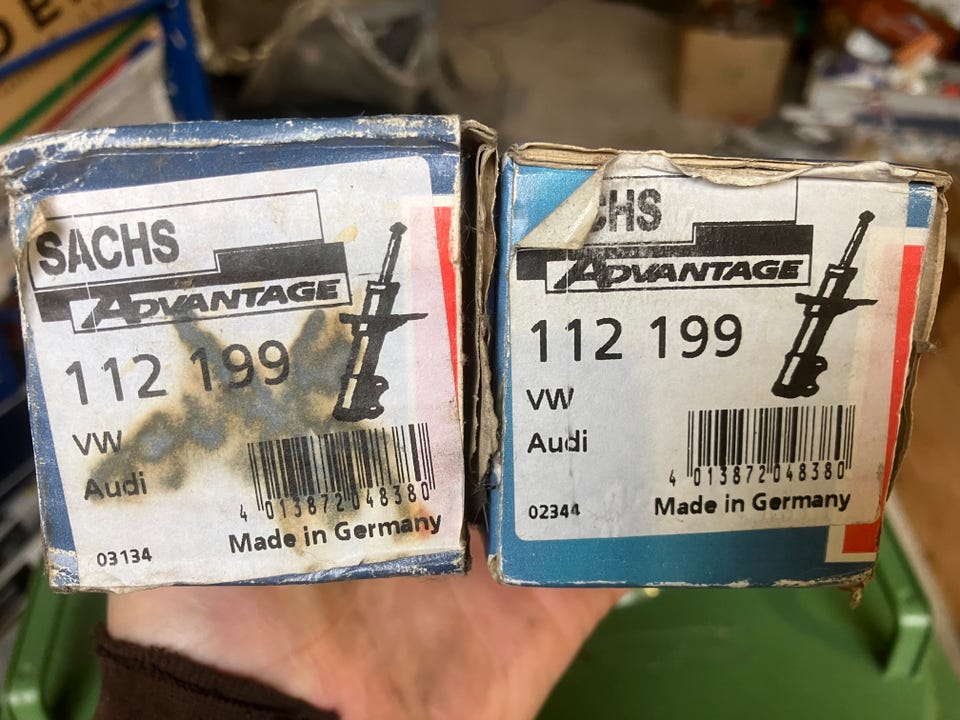 SACHS
ADVANTAGE
112 199
VW
Audi
4 013872 048380
03134
Made in Germany
CHS
ADVANTAGE
112 199
VW
Audi
4 013872 048380
02344
Made in Germany